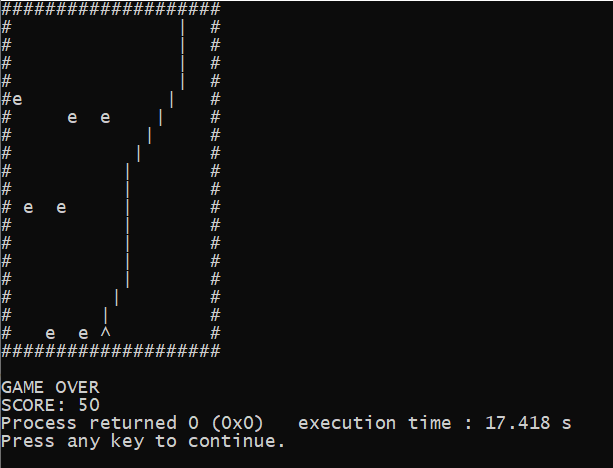 ####################
#               |  #
#               |  #
#               |  #
#               |  #
#e             |   #
#     e  e    |    #
#            |     #
#           |      #
#          |       #
#          |       #
# e  e     |       #
#          |       #
#          |       #
#          |       #
#          |       #
#         |        #
#        |         #
#   e  e ^         #
####################

GAME OVER
SCORE: 50
Process returned 0 (0x0)   execution time : 17.418 s
Press any key to continue.